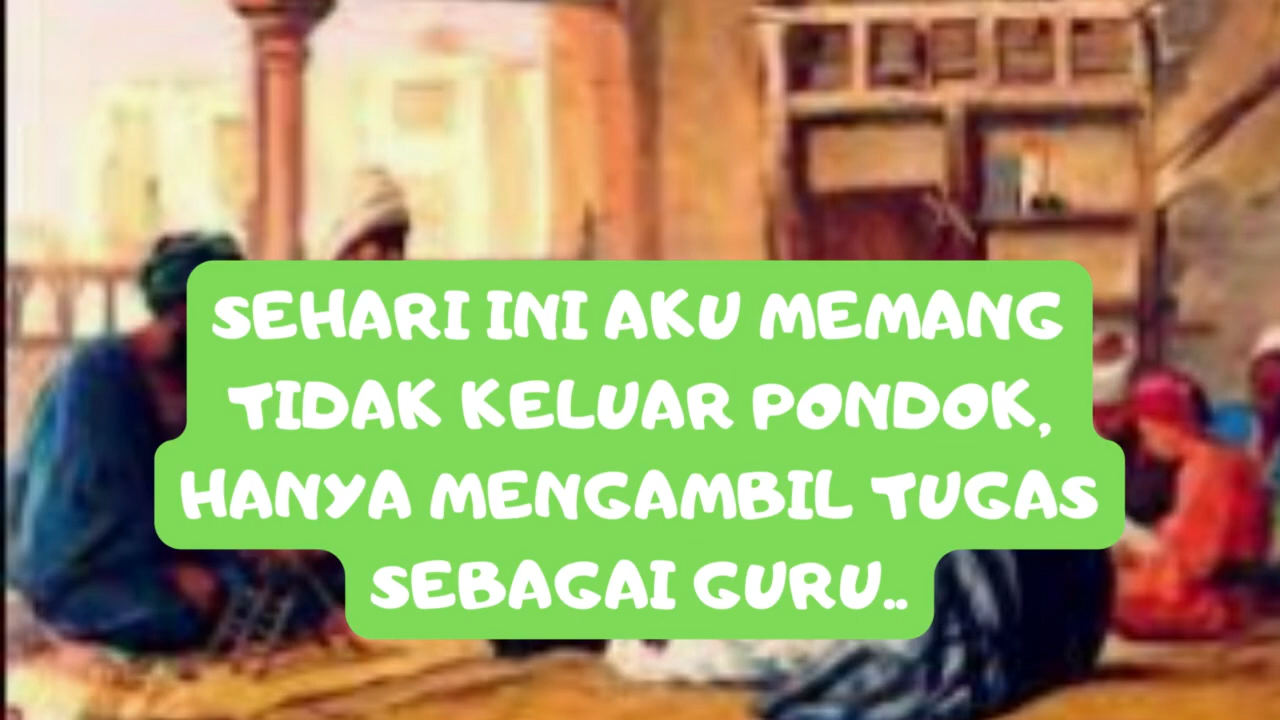 SEHARI INI AKU MEMANG
TIDAK KELUAR PONDOK,
HANYA MENGAMBIL TUGAS
SEBAGAI GURU..